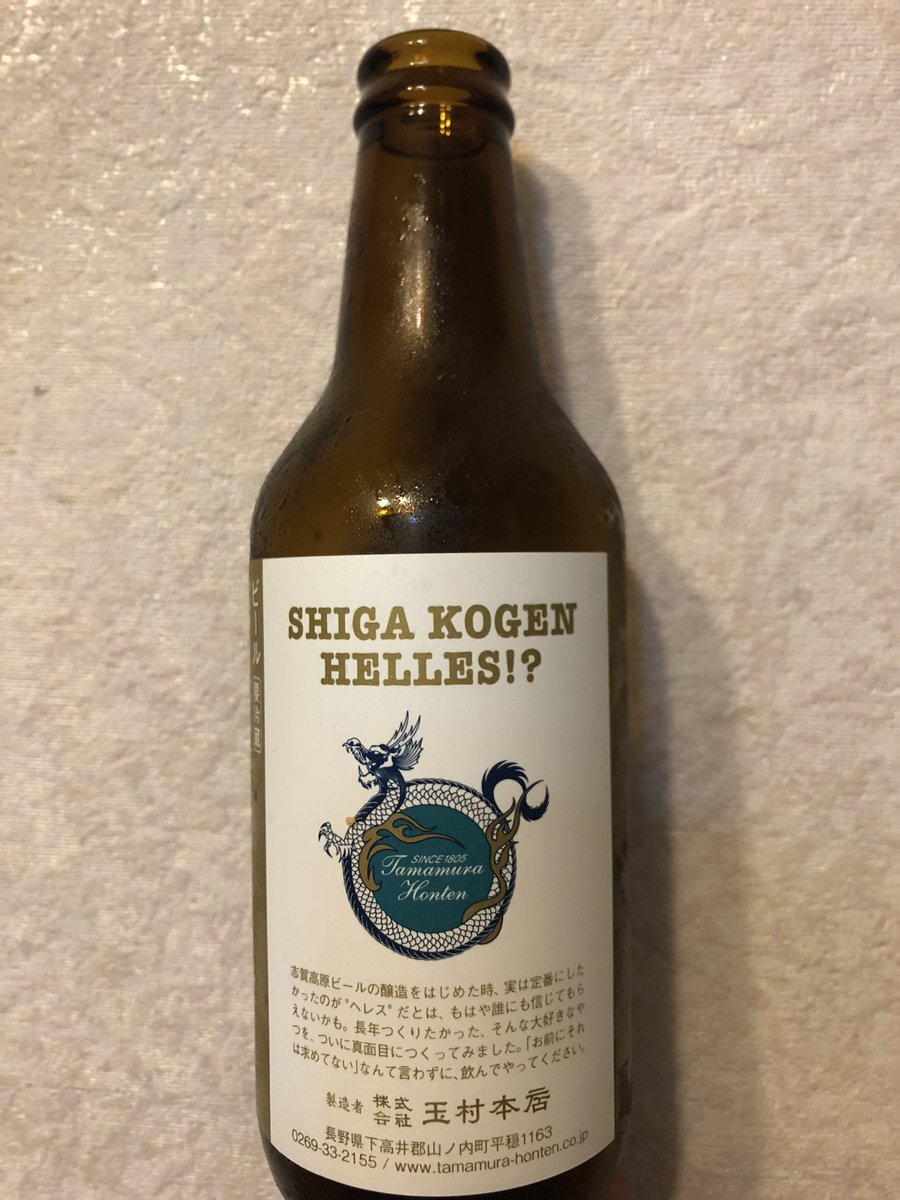 SHIGA KOGEN
HELLES!?
SINCE 1805
Tamamura
Honten
志賀高原ビールの醸造をはじめた時、実は定番にした
かったのが"ヘレス"だとは、もはや誰にも信じてもら
えないかも。長年つくりたかった、そんな大好きなや
つを、ついに真面目につくってみました。「お前にそれ
は求めてない」なんて言わずに、飲んでやってください。
製造者 株式会社 玉村本店
長野県下高井郡山ノ内町平穏1163
0269-33-2155 / www.tamamura-honten.co.jp
ビール